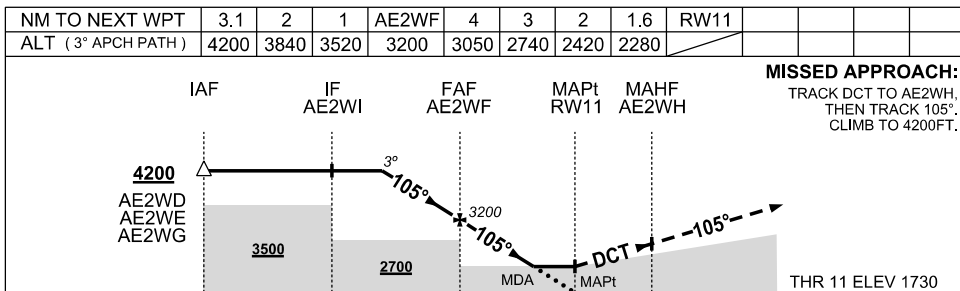 NM TO NEXT WPT 3.1 2 1 AE2WF 4 3 2 1.6 RW11
ALT ( 3° APCH PATH ) 4200 3840 3520 3200 3050 2740 2420 2280
MISSED APPROACH:
TRACK DCT TO AE2WH,
THEN TRACK 105°.
CLIMB TO 4200FT.
IAF
IF
AE2WI
FAF
AE2WF
MAPt
RW11
MAHF
AE2WH
4200
AE2WD
AE2WE
AE2WG
3°
105°
3200
105°
DCT
105°
3500
2700
MDA
MAPt
THR 11 ELEV 1730